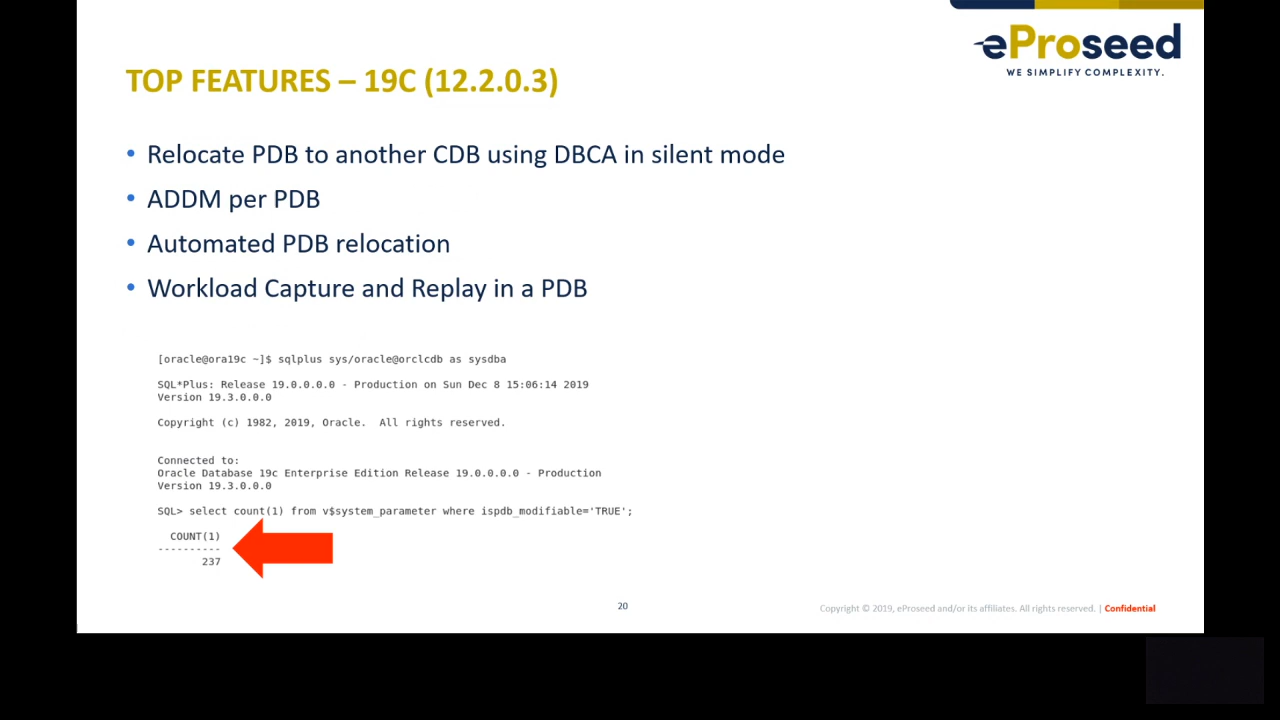 eProseed
WE SIMPLIFY COMPLEXITY.
TOP FEATURES – 19C (12.2.0.3)
• Relocate PDB to another CDB using DBCA in silent mode
• ADDM per PDB
• Automated PDB relocation
• Workload Capture and Replay in a PDB
[oracle@ora19c ~]$ sqlplus sys/oracle@orclcdb as sysdba
SQL*Plus: Release 19.0.0.0.0 - Production on Sun Dec 8 15:06:14 2019
Version 19.3.0.0.0
Copyright (c) 1982, 2019, Oracle.  All rights reserved.
Connected to:
Oracle Database 19c Enterprise Edition Release 19.0.0.0.0 - Production
Version 19.3.0.0.0
SQL> select count(1) from v$system_parameter where ispdb_modifiable='TRUE';
COUNT(1)
----------
237
20
Copyright © 2019, eProseed and/or its affiliates. All rights reserved. | Confidential